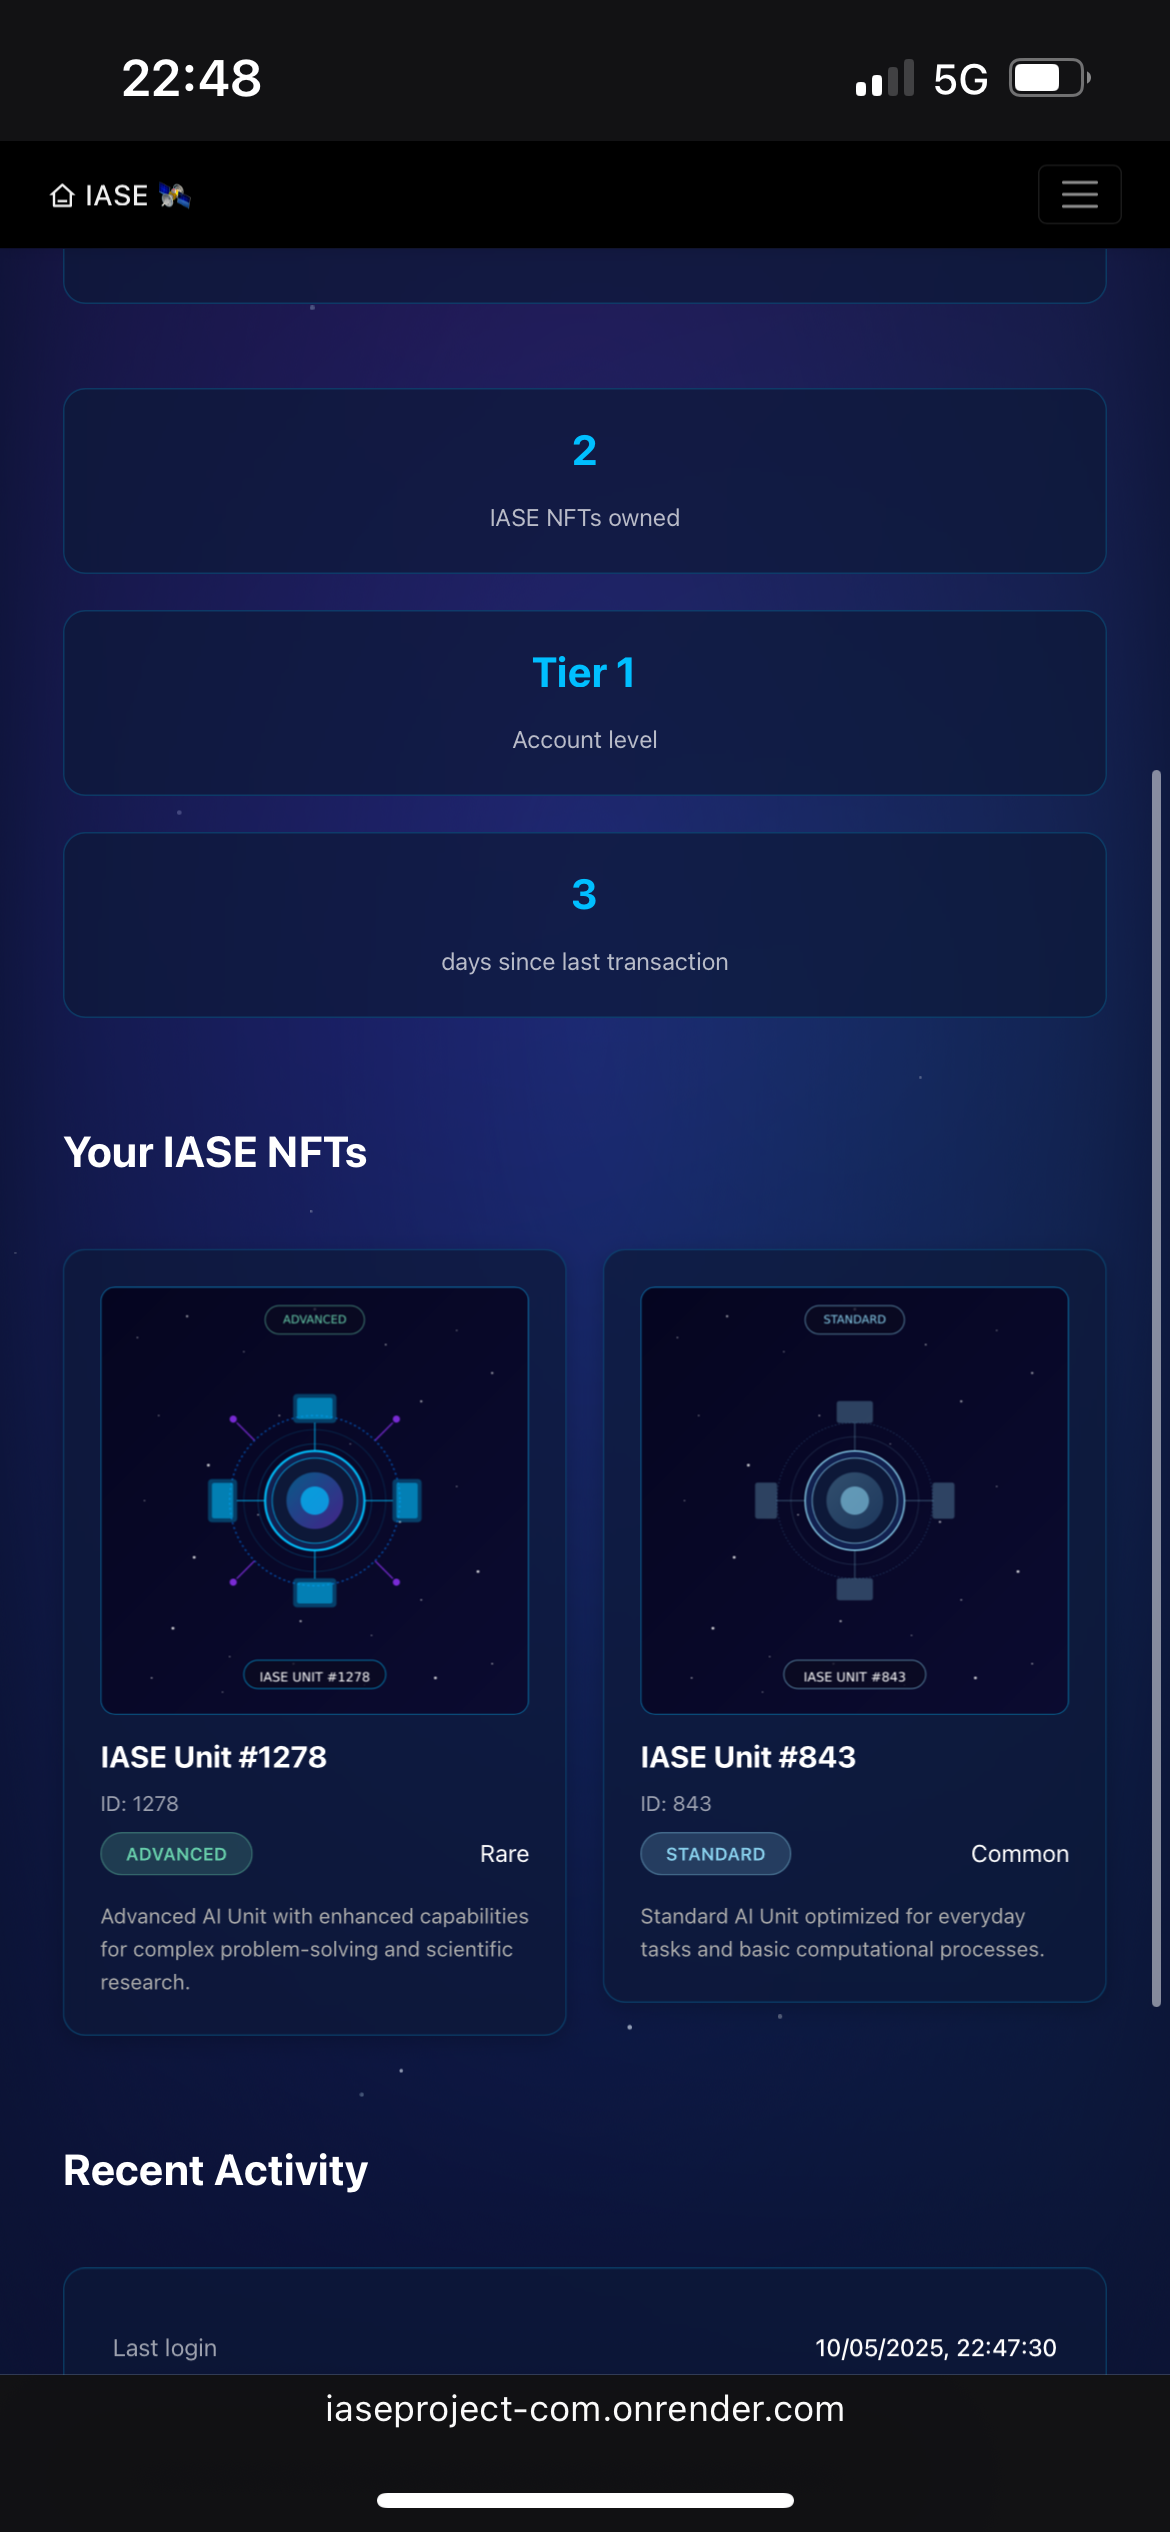 22:48
5G
IASE
2
IASE NFTs owned
Tier 1
Account level
3
days since last transaction
Your IASE NFTs
ADVANCED
IASE UNIT #1278
IASE Unit #1278
ID: 1278
ADVANCED
Rare
Advanced AI Unit with enhanced capabilities
for complex problem-solving and scientific
research.
STANDARD
IASE UNIT #843
IASE Unit #843
ID: 843
STANDARD
Common
Standard AI Unit optimized for everyday
tasks and basic computational processes.
Recent Activity
Last login
10/05/2025, 22:47:30
iaseproject-com.onrender.com